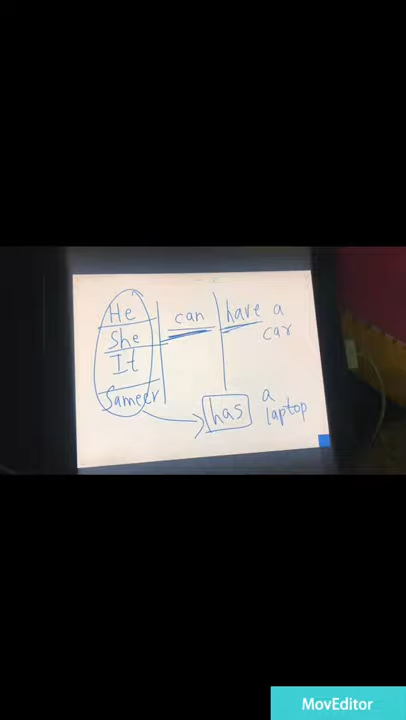 He can have a
She car
It
Sameer has a
laptop
MovEditor